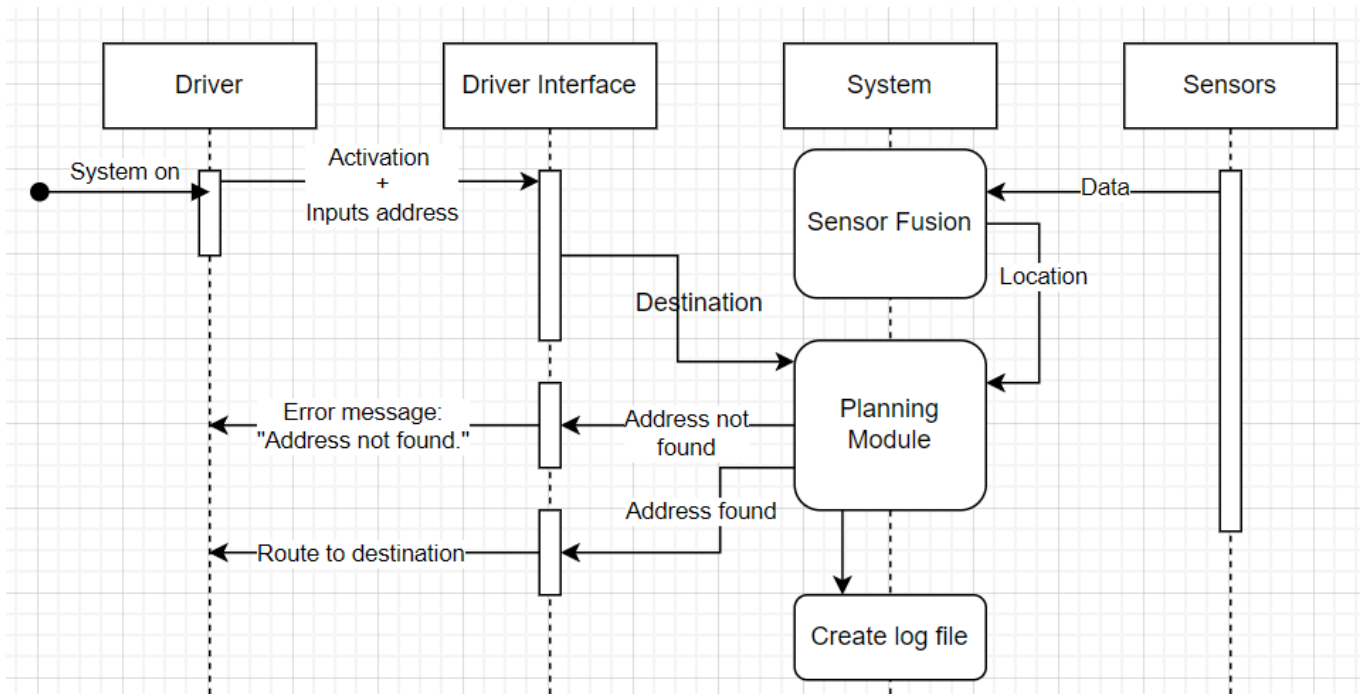 Driver
Driver Interface
System
Sensors
System on
Activation
+
Inputs address
Data
Sensor Fusion
Location
Destination
Error message:
"Address not found."
Address not
found
Planning
Module
Address found
Route to destination
Create log file